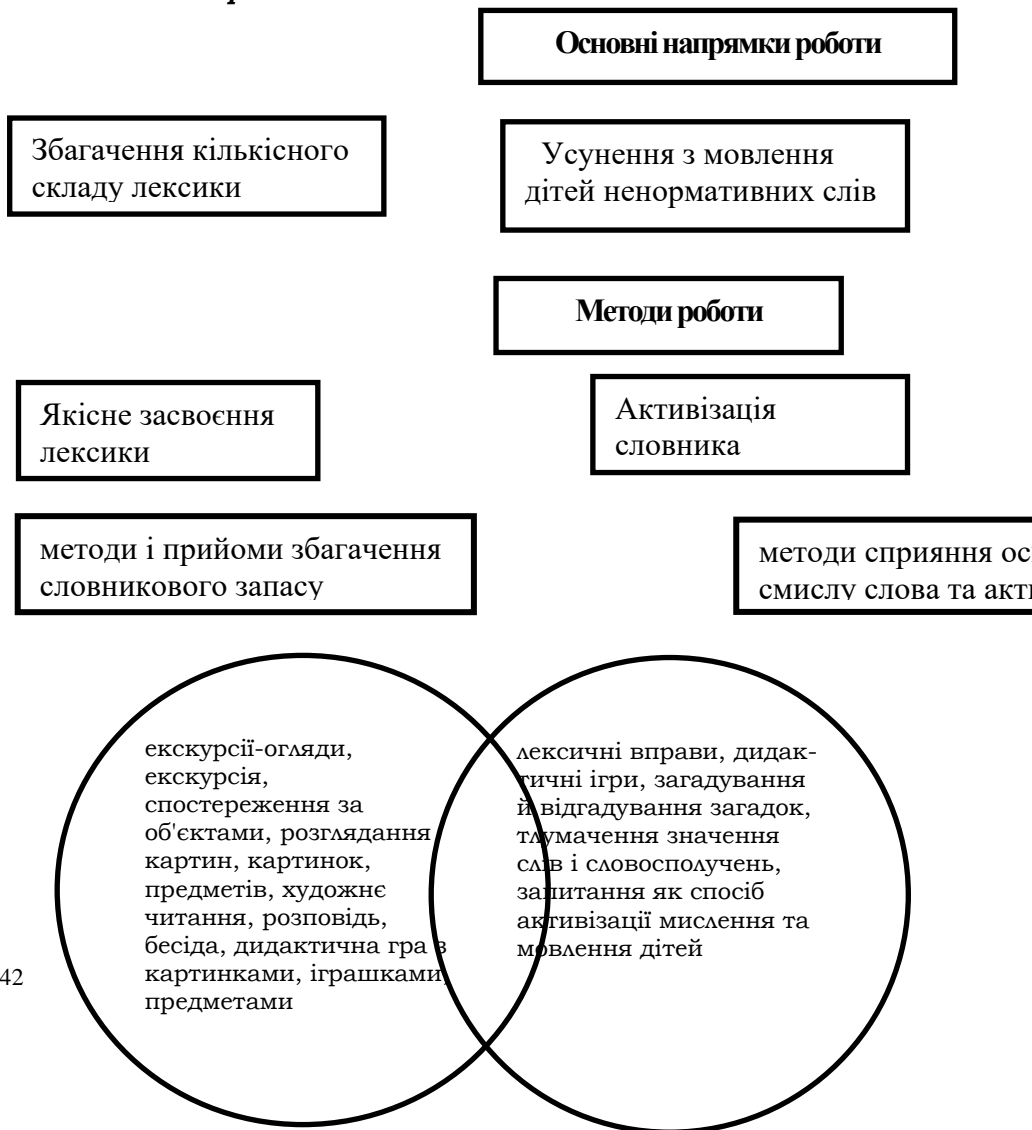 Основні напрямки роботи
Збагачення кількісного
складу лексики
Усунення з мовлення
дітей ненормативних слів
Методи роботи
Якісне засвоєння
лексики
Активізація
словника
методи і прийоми збагачення
словникового запасу
методи сприяння
смислу слова та
екскурсії-огляди,
екскурсія,
спостереження за
об'єктами, розглядання
картин, картинок,
предметів, художнє
читання, розповідь,
бесіда, дидактична гра з
картинками, іграшками,
предметами
лексичні вправи, дидак-
тичні ігри, загадування
й відгадування загадок,
тлумачення значення
слів і словосполучень,
запитання як спосіб
активізації мислення та
мовлення дітей
42